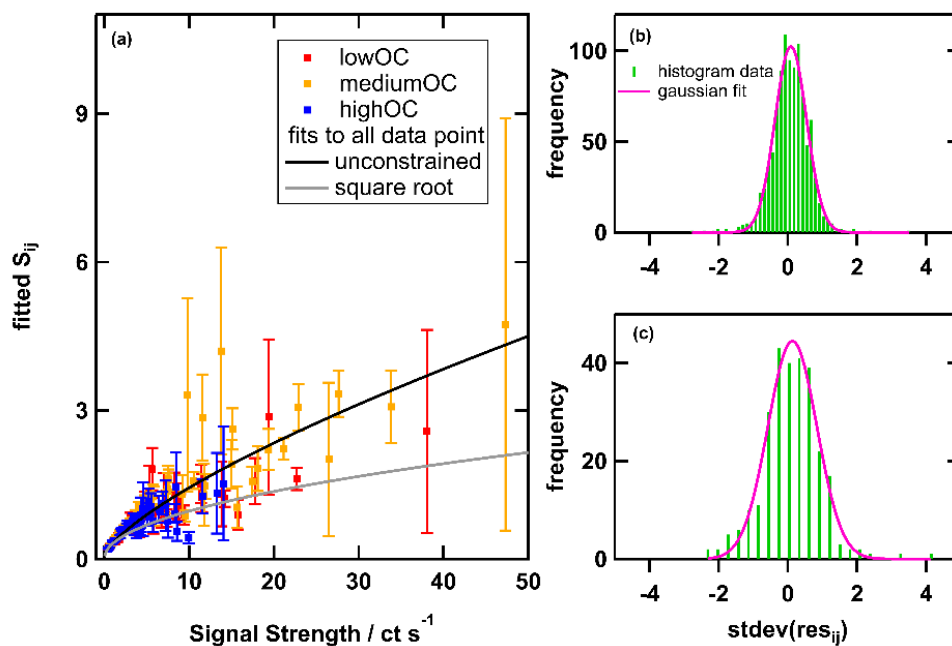 (a)
lowOC
mediumOC
highOC
fits to all data point
unconstrained
square root
9
6
3
0
0 10 20 30 40 50
fitted Sij
Signal Strength / ct s-1
(b)
histogram data
gaussian fit
100
50
0
frequency
-4 -2 0 2 4
(c)
40
20
0
frequency
-4 -2 0 2 4
stdev(resij)